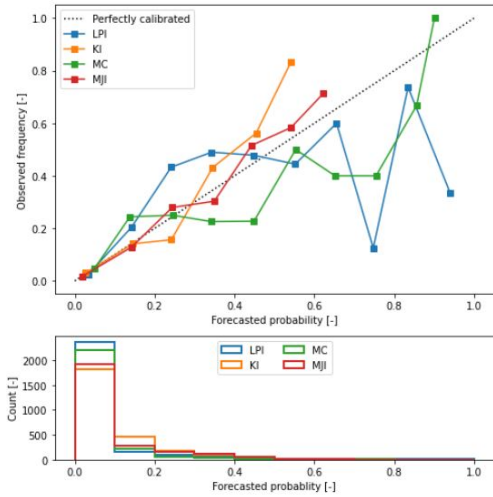 Perfectly calibrated
LPI
KI
MC
MJI
Observed frequency [-]
1.0
0.8
0.6
0.4
0.2
0.0
0.0 0.2 0.4 0.6 0.8 1.0
Forecasted probability [-]
LPI MC
KI MJI
Count [-]
2000
1500
1000
500
0
0.0 0.2 0.4 0.6 0.8 1.0
Forecasted probablity [-]